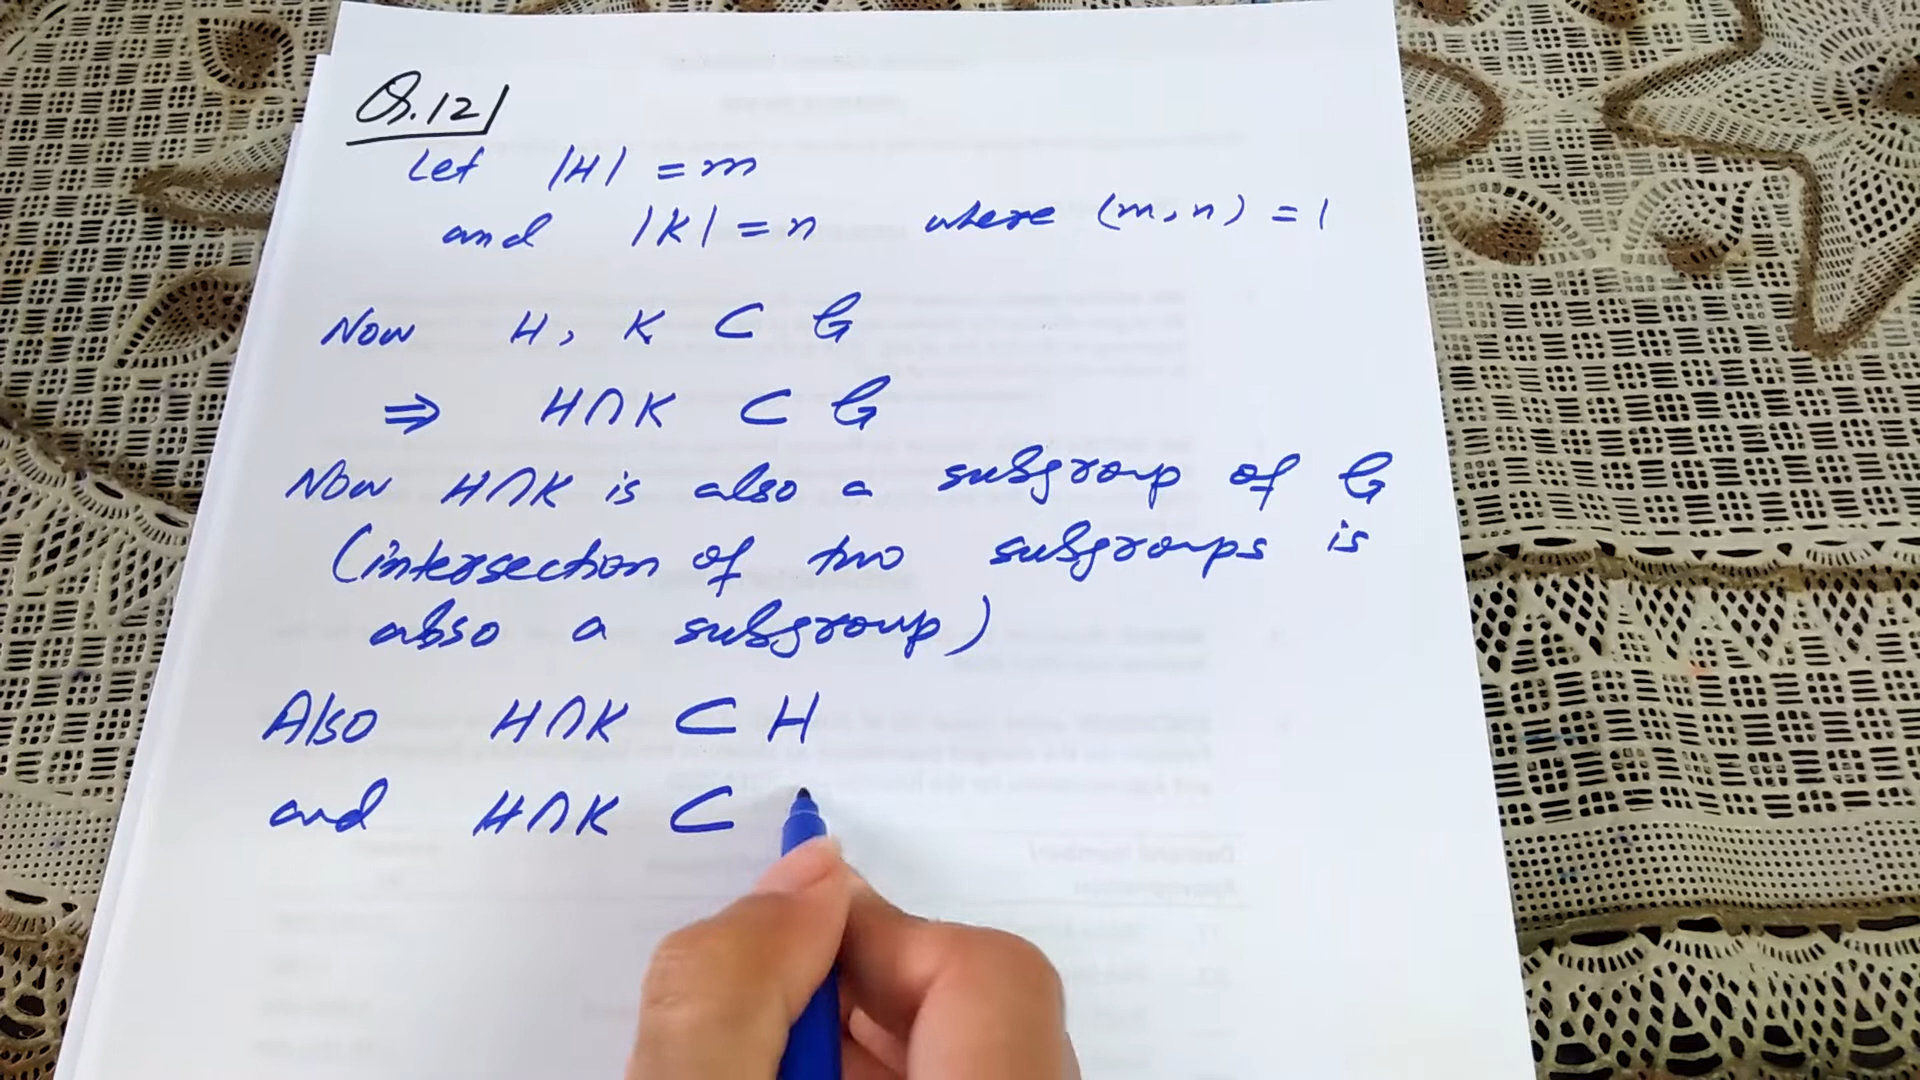 Q.12
Let |H| = m
and |K| = n where (m, n) = 1
Now H, K ⊂ G
⇒ H∩K ⊂ G
Now H∩K is also a subgroup of G
(intersection of two subgroups is
also a subgroup)
Also H∩K ⊂ H
and H∩K ⊂